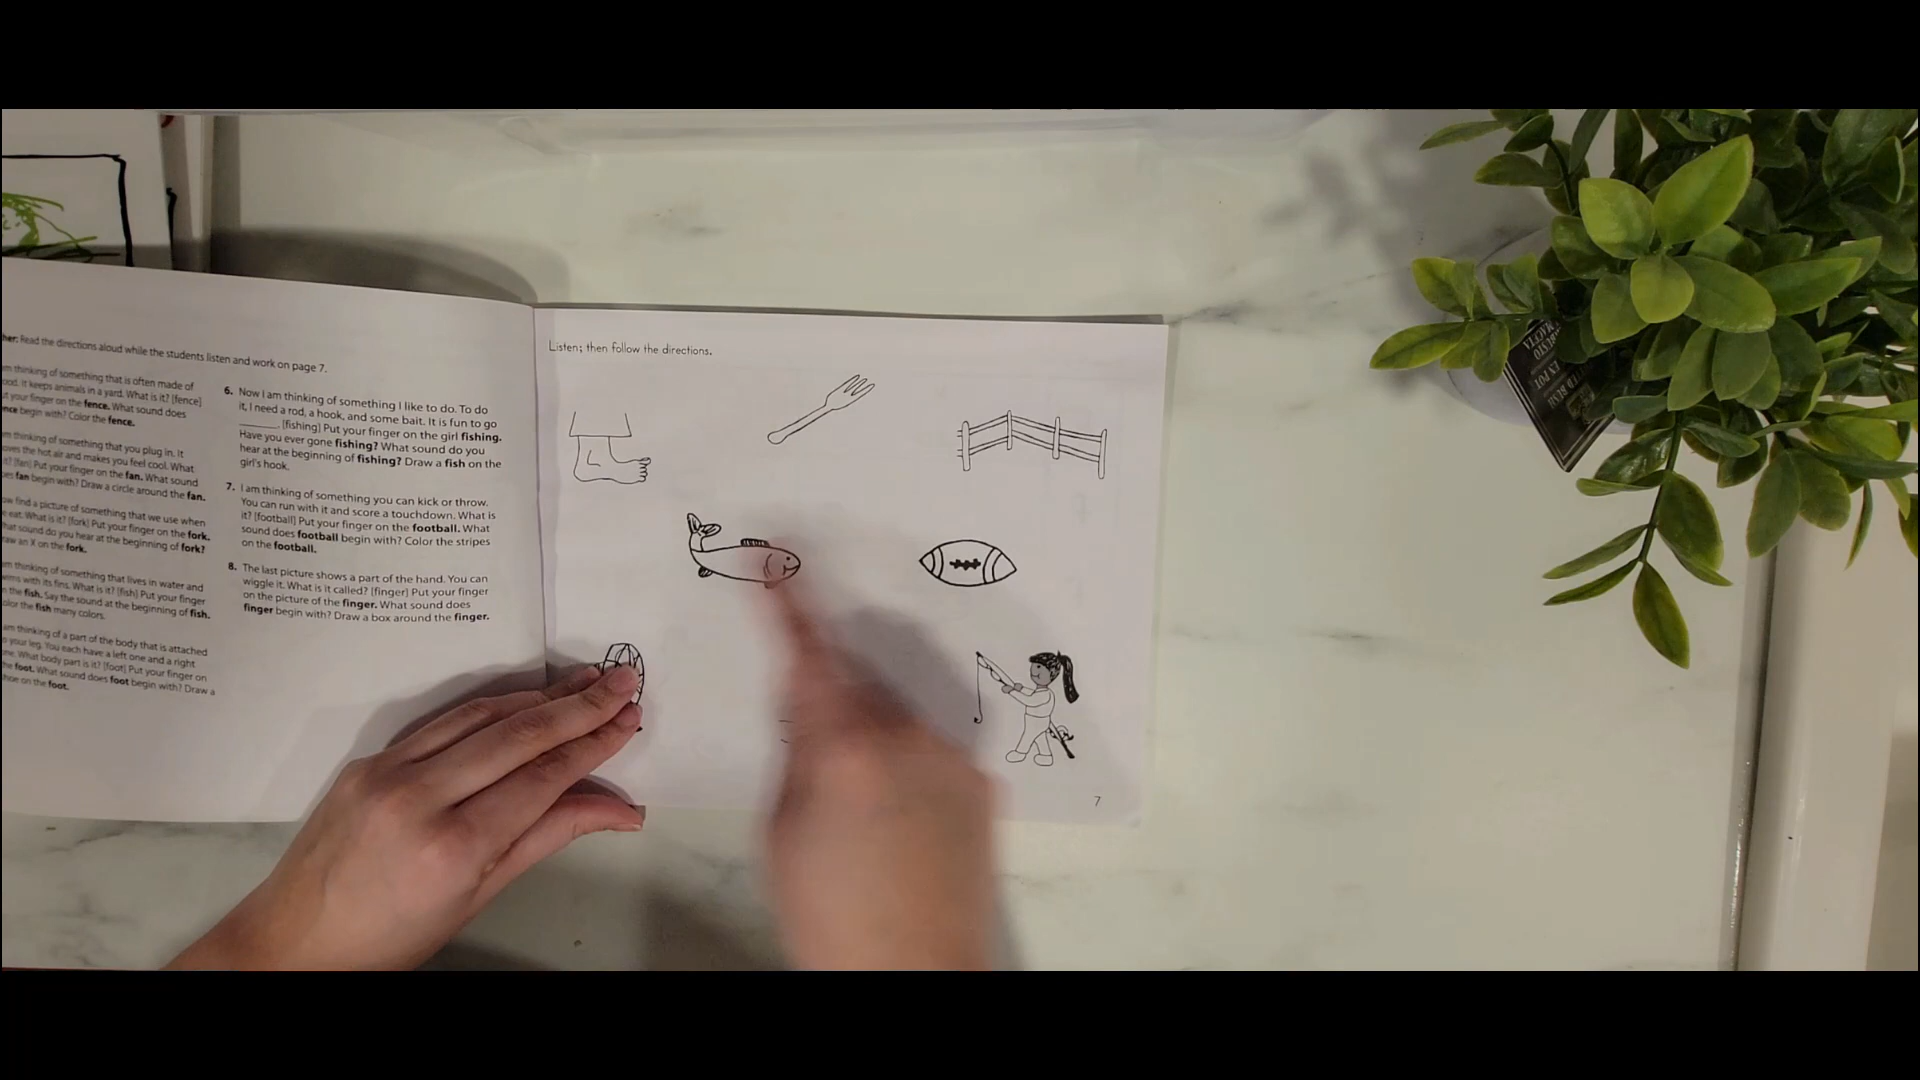 her: Read the directions aloud while the students listen and work on page 7.
m thinking of something that is often made of
ood. It keeps animals in a yard. What is it? [fence]
ut your finger on the fence. What sound does
ence begin with? Color the fence.
m thinking of something that you plug in. It
oves the hot air and makes you feel cool. What
it? [fan] Put your finger on the fan. What sound
oes fan begin with? Draw a circle around the fan.
ow find a picture of something that we use when
e eat. What is it? [fork] Put your finger on the fork.
hat sound do you hear at the beginning of fork?
raw an X on the fork.
am thinking of something that lives in water and
wims with its fins. What is it? [fish] Put your finger
n the fish. Say the sound at the beginning of fish.
olor the fish many colors.
am thinking of a part of the body that is attached
o your leg. You each have a left one and a right
one. What body part is it? [foot] Put your finger on
he foot. What sound does foot begin with? Draw a
hoe on the foot.
6. Now I am thinking of something I like to do. To do
it, I need a rod, a hook, and some bait. It is fun to go
______. [fishing] Put your finger on the girl fishing.
Have you ever gone fishing? What sound do you
hear at the beginning of fishing? Draw a fish on the
girl's hook.
7. I am thinking of something you can kick or throw.
You can run with it and score a touchdown. What is
it? [football] Put your finger on the football. What
sound does football begin with? Color the stripes
on the football.
8. The last picture shows a part of the hand. You can
wiggle it. What is it called? [finger] Put your finger
on the picture of the finger. What sound does
finger begin with? Draw a box around the finger.
Listen; then follow the directions.
7